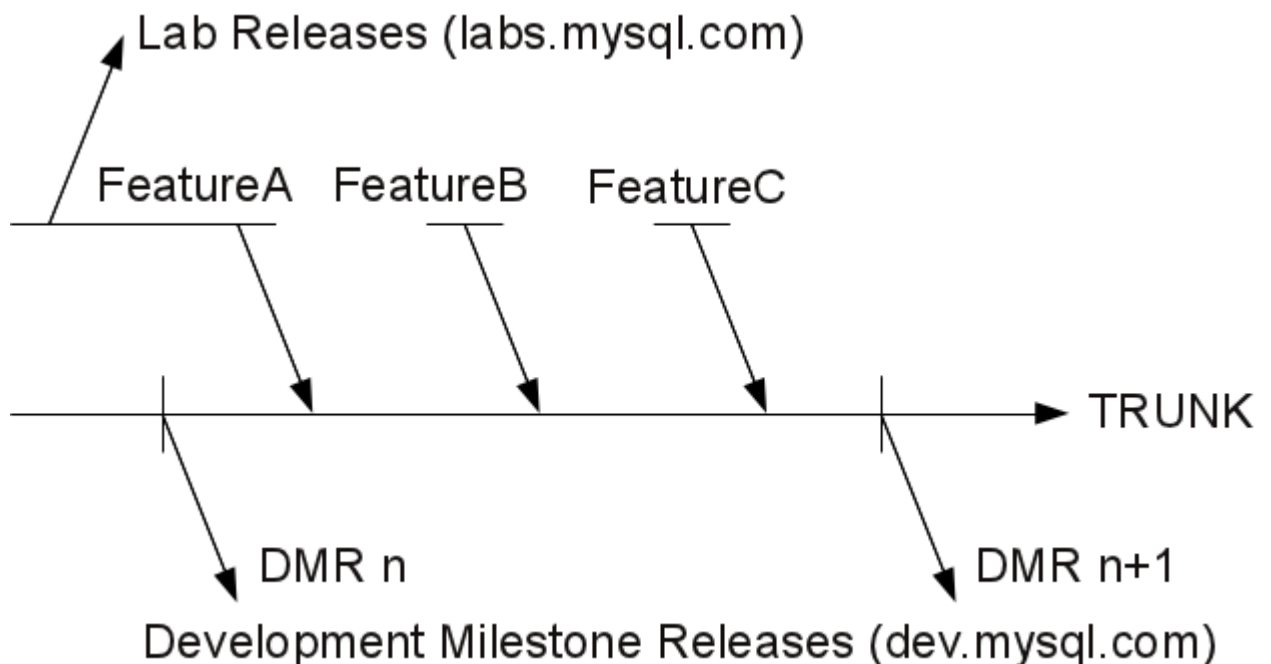 Lab Releases (labs.mysql.com)
FeatureA FeatureB FeatureC
TRUNK
DMR n DMR n+1
Development Milestone Releases (dev.mysql.com)